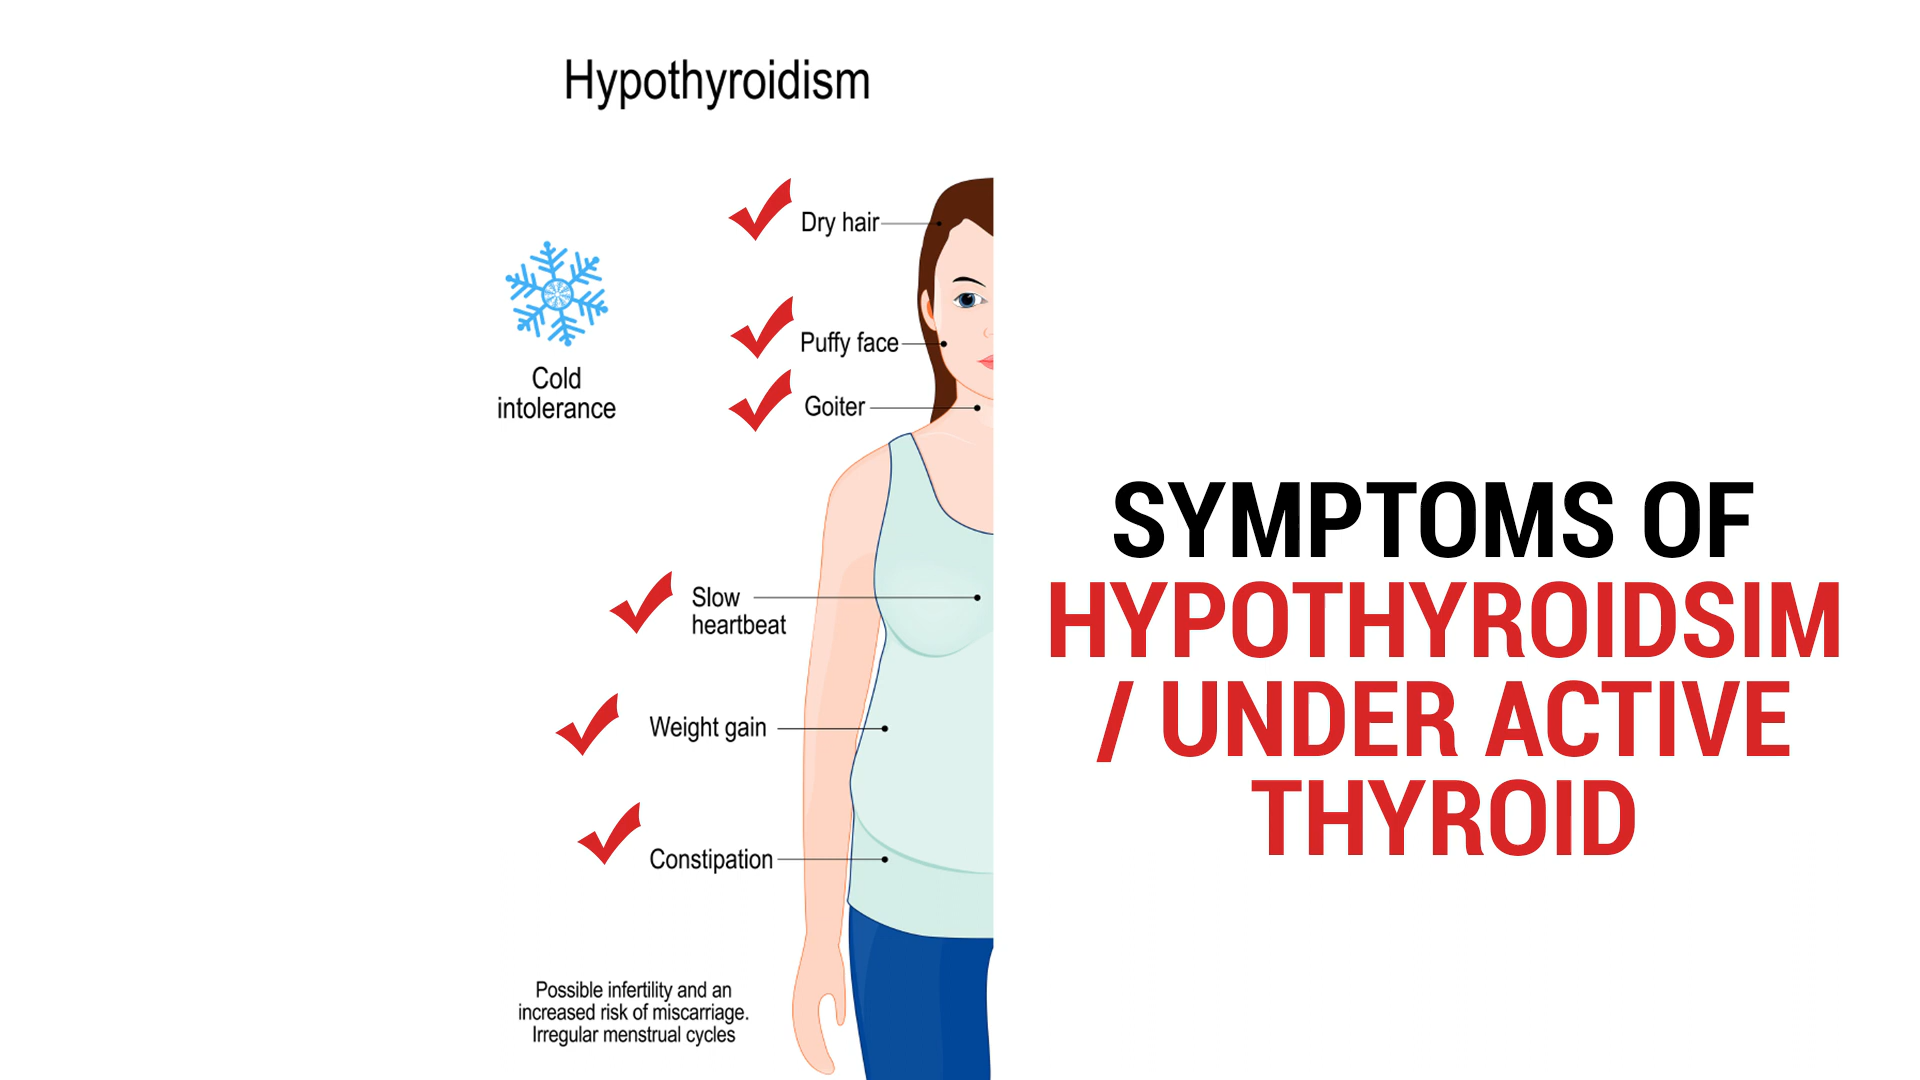 Hypothyroidism
Dry hair
Puffy face
Cold
intolerance
Goiter
Slow
heartbeat
Weight gain
Constipation
Possible infertility and an
increased risk of miscarriage.
Irregular menstrual cycles
SYMPTOMS OF
HYPOTHYROIDSIM
/ UNDER ACTIVE
THYROID